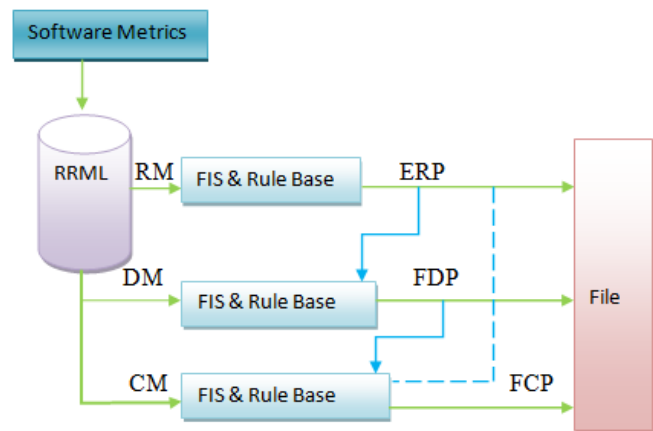 Software Metrics
RRML
RM
FIS & Rule Base
ERP
DM
FIS & Rule Base
FDP
File
CM
FIS & Rule Base
FCP